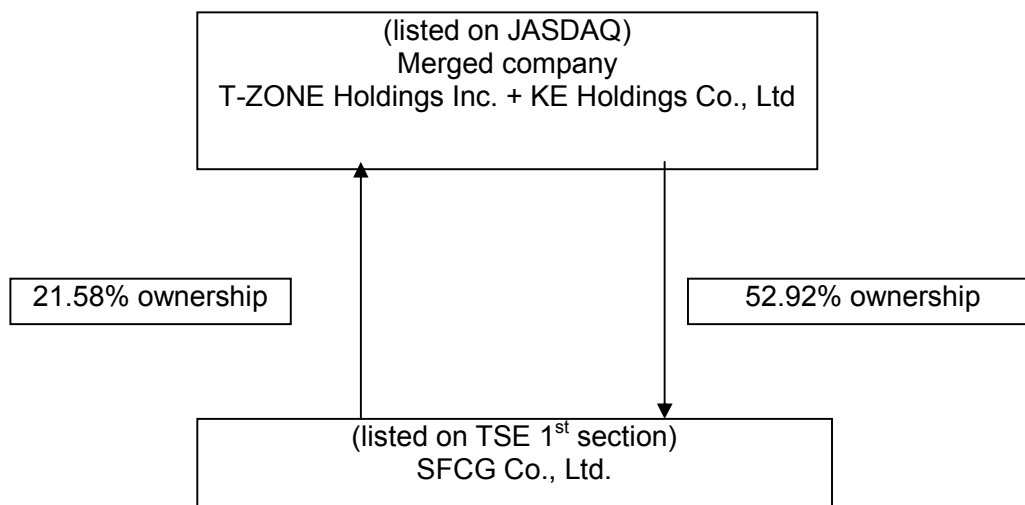 (listed on JASDAQ)
Merged company
T-ZONE Holdings Inc. + KE Holdings Co., Ltd
21.58% ownership
52.92% ownership
(listed on TSE 1st section)
SFCG Co., Ltd.